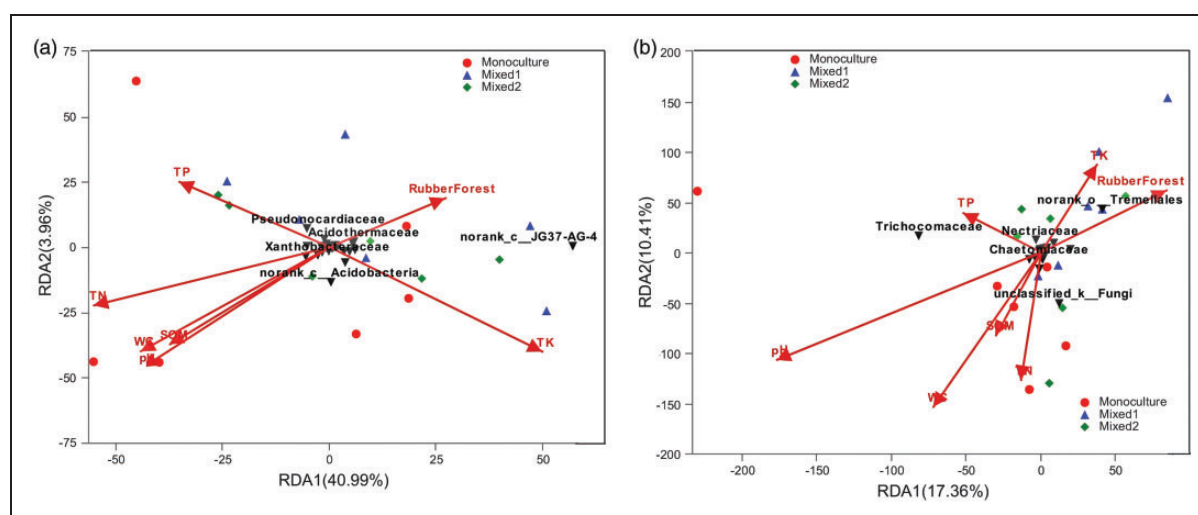 (a)
75
50
25
0
-25
-50
-75
RDA2(3.96%)
-50
-25
0
25
50
RDA1(40.99%)
Monoculture
Mixed1
Mixed2
TP
RubberForest
Pseudonocardiaceae
Acidothermaceae
norank_c__JG37-AG-4
Xanthobacteraceae
norank_c__Acidobacteria
TN
SOM
WC
pH
TK
(b)
200
150
100
50
0
-50
-100
-150
-200
RDA2(10.41%)
-200
-150
-100
-50
0
50
RDA1(17.36%)
Monoculture
Mixed1
Mixed2
TK
RubberForest
norank_o__Tremellales
TP
Trichocomaceae
Nectriaceae
Chaetomiaceae
unclassified_k__Fungi
SOM
pH
TN
WC
Monoculture
Mixed1
Mixed2